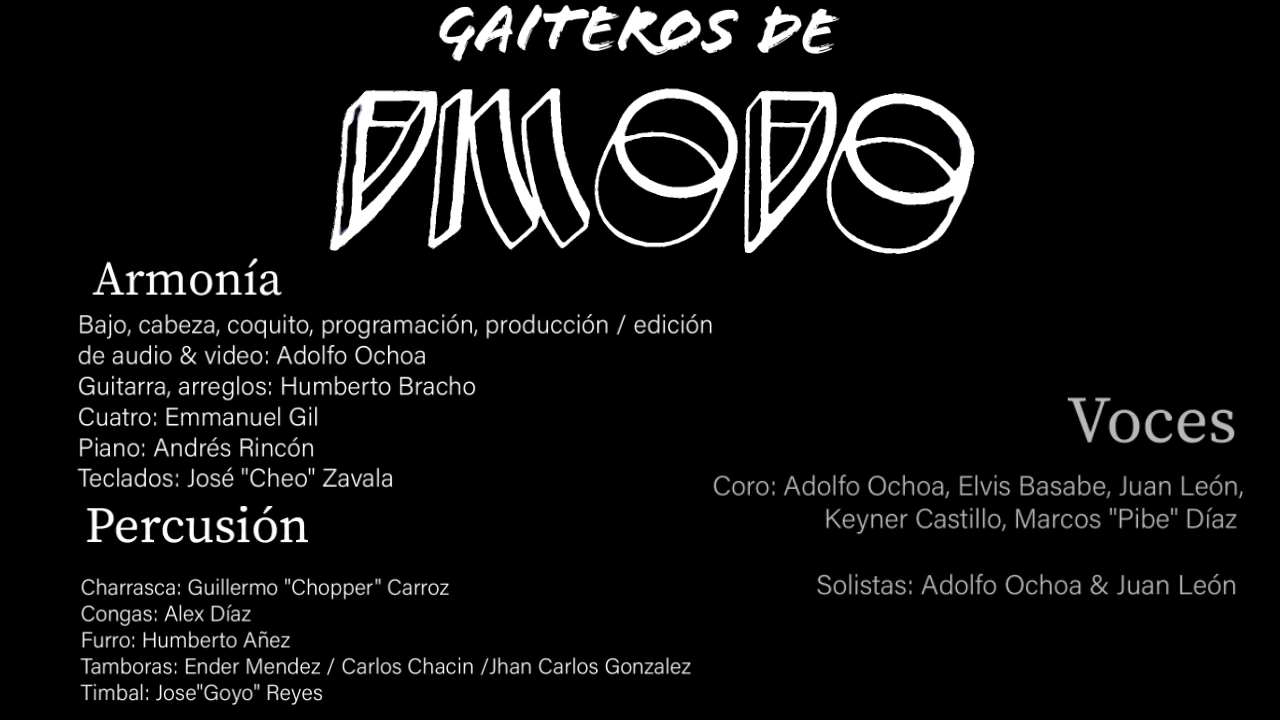 GAITEROS DE
DMODO
Armonía
Bajo, cabeza, coquito, programación, producción / edición
de audio & video: Adolfo Ochoa
Guitarra, arreglos: Humberto Bracho
Cuatro: Emmanuel Gil
Piano: Andrés Rincón
Teclados: José "Cheo" Zavala
Percusión
Charrasca: Guillermo "Chopper" Carroz
Congas: Alex Díaz
Furro: Humberto Añez
Tamboras: Ender Mendez / Carlos Chacin /Jhan Carlos Gonzalez
Timbal: Jose"Goyo" Reyes
Voces
Coro: Adolfo Ochoa, Elvis Basabe, Juan León,
Keyner Castillo, Marcos "Pibe" Díaz
Solistas: Adolfo Ochoa & Juan León